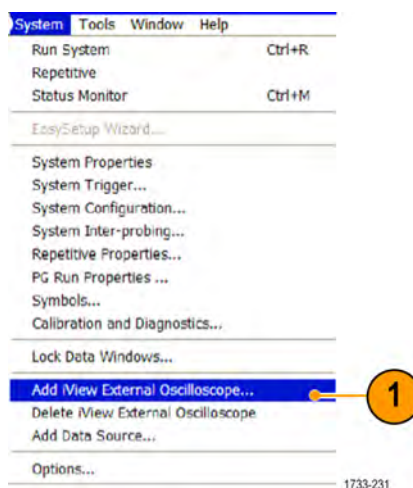 System Tools Window Help
Run System Ctrl+R
Repetitive
Status Monitor Ctrl+M
EasySetup Wizard...
System Properties
System Trigger...
System Configuration...
System Inter-probing...
Repetitive Properties...
PG Run Properties ...
Symbols...
Calibration and Diagnostics...
Lock Data Windows...
Add iView External Oscilloscope...
1
Delete iView External Oscilloscope
Add Data Source...
Options...
1733-231